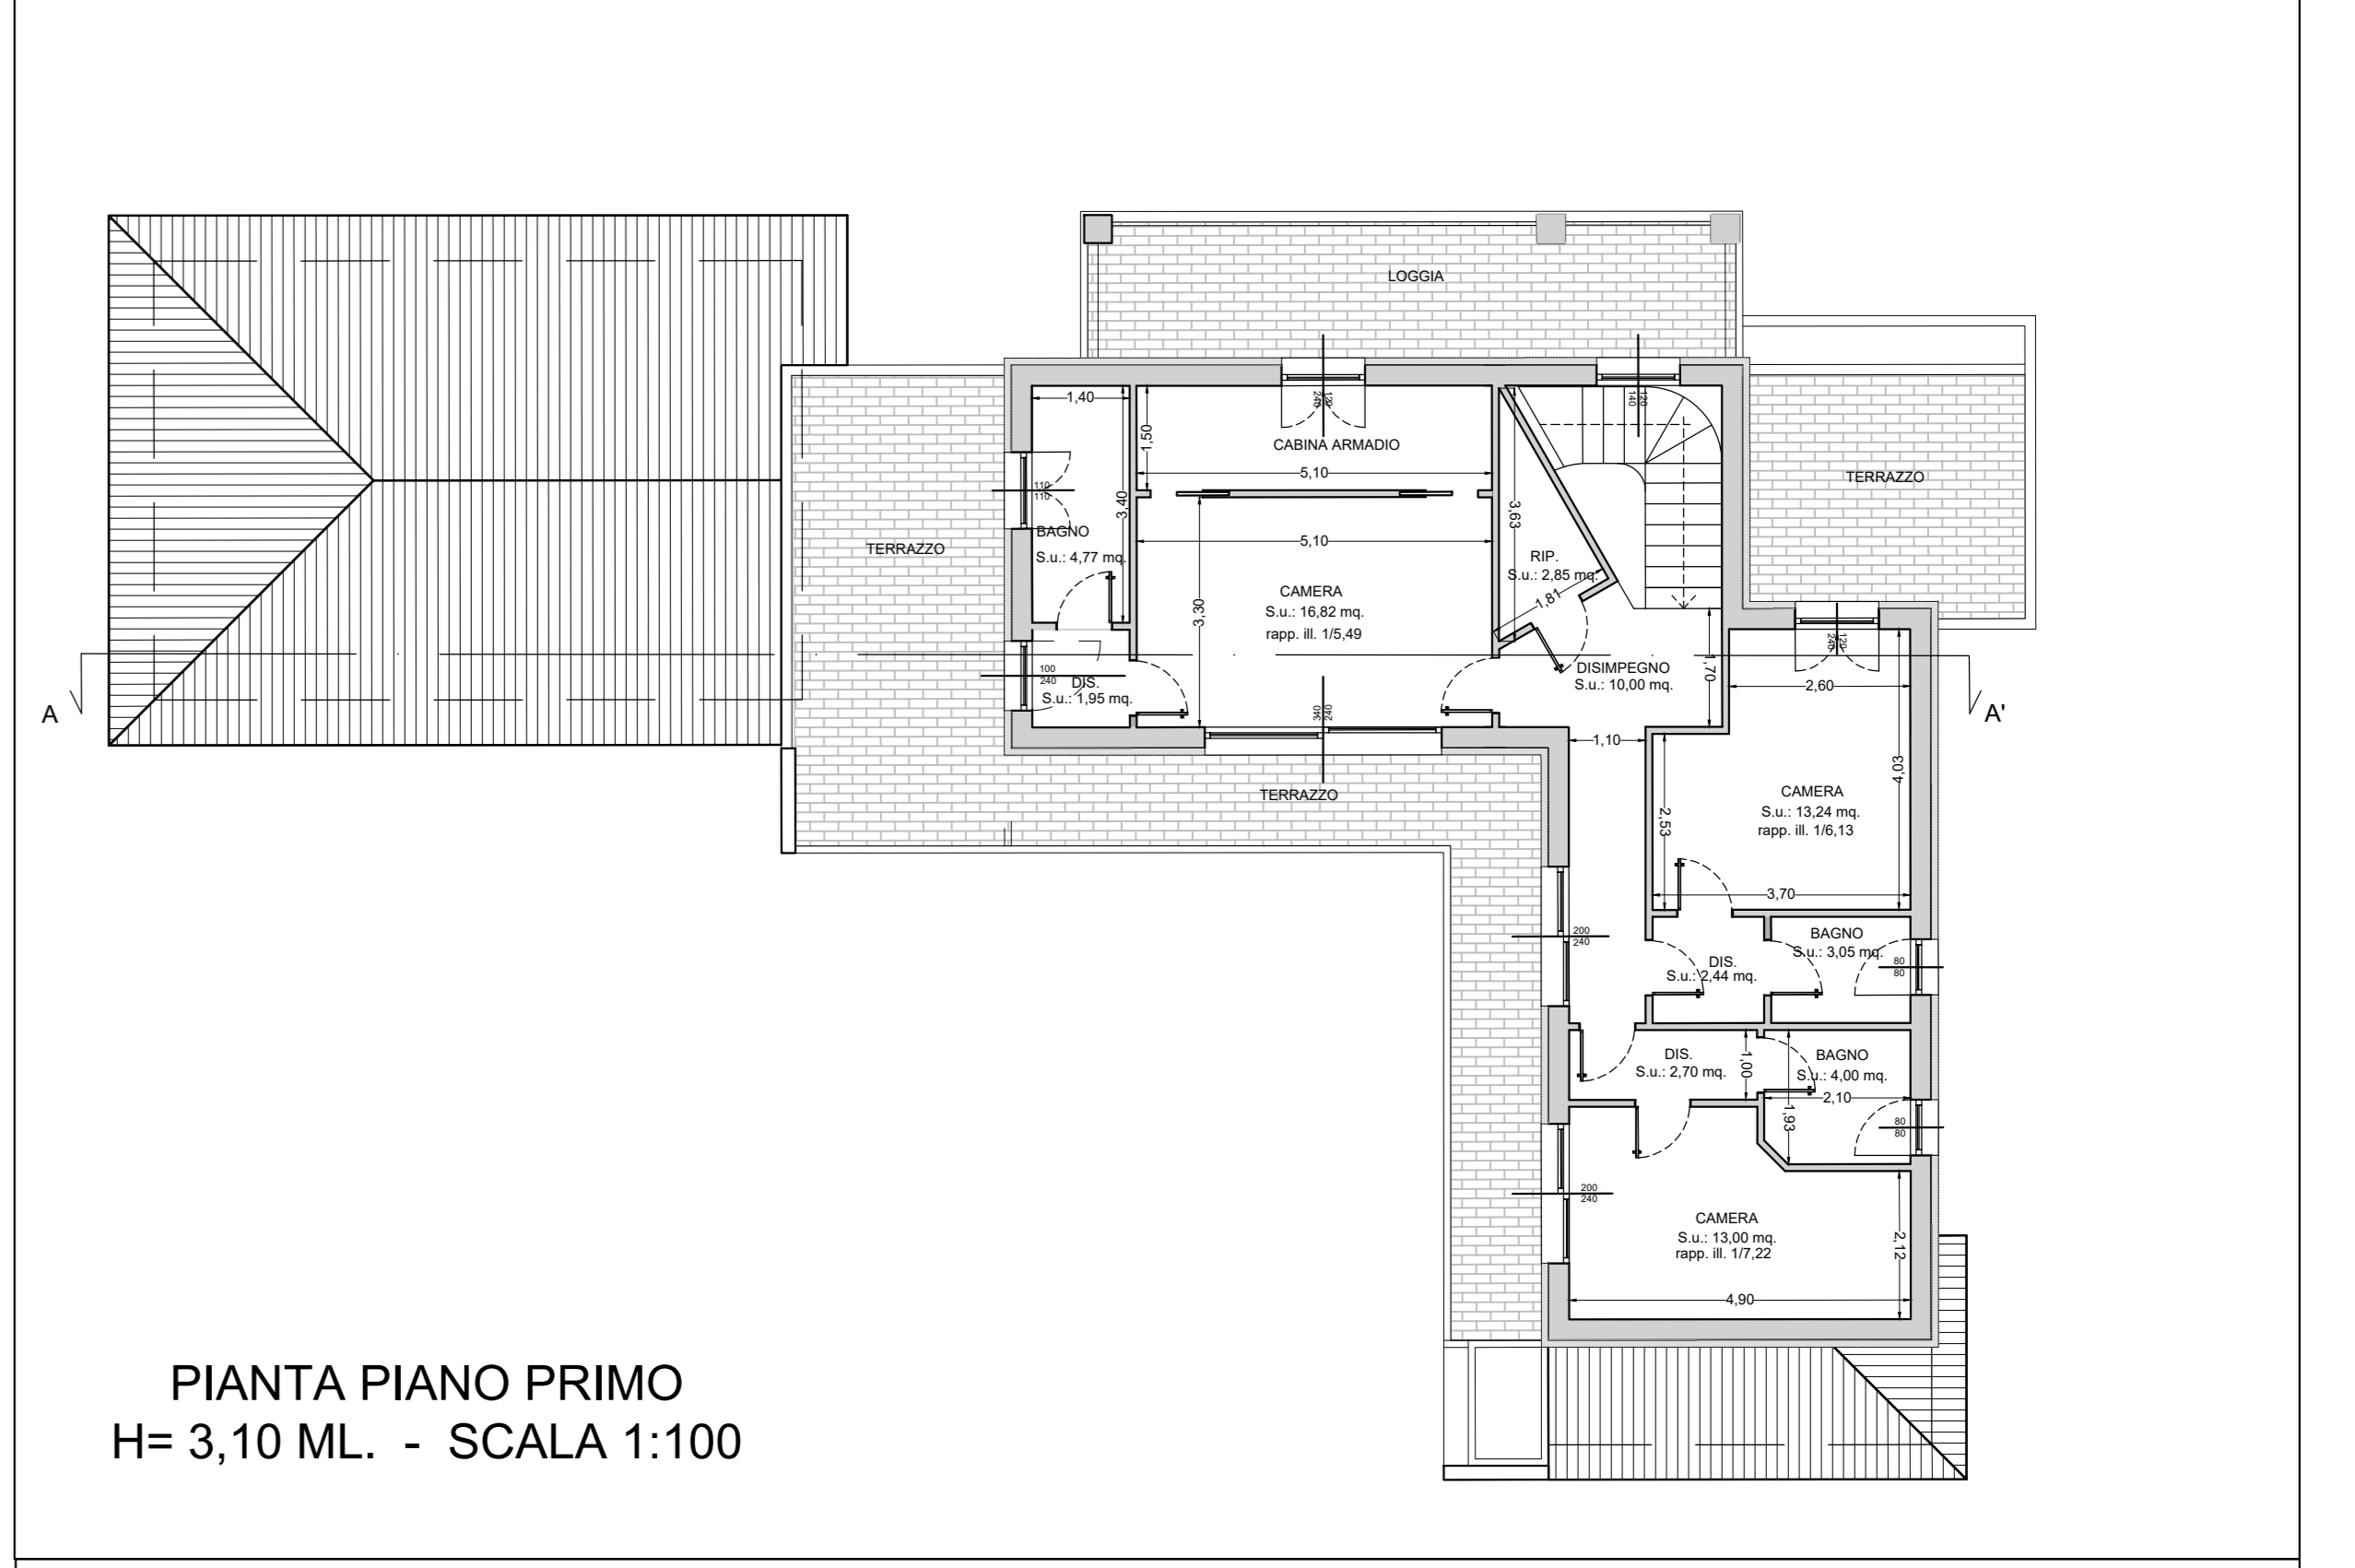 LOGGIA
1,40
1,50
240
120
140
120
CABINA ARMADIO
5,10
TERRAZZO
110
110
3,40
3,63
BAGNO
S.u.: 4,77 mq.
TERRAZZO
5,10
RIP.
S.u.: 2,85 mq.
1,81
CAMERA
S.u.: 16,82 mq.
rapp. ill. 1/5,49
3,30
DISIMPEGNO
S.u.: 10,00 mq.
1,70
240
120
2,60
100
240
DIS.
S.u.: 1,95 mq.
A
A'
340
240
1,10
TERRAZZO
4,03
CAMERA
S.u.: 13,24 mq.
rapp. ill. 1/6,13
2,53
3,70
200
240
BAGNO
S.u.: 3,05 mq.
80
80
DIS.
S.u.: 2,44 mq.
DIS.
S.u.: 2,70 mq.
1,00
BAGNO
S.u.: 4,00 mq.
2,10
1,93
80
80
200
240
CAMERA
S.u.: 13,00 mq.
rapp. ill. 1/7,22
2,12
4,90
PIANTA PIANO PRIMO
H= 3,10 ML. - SCALA 1:100